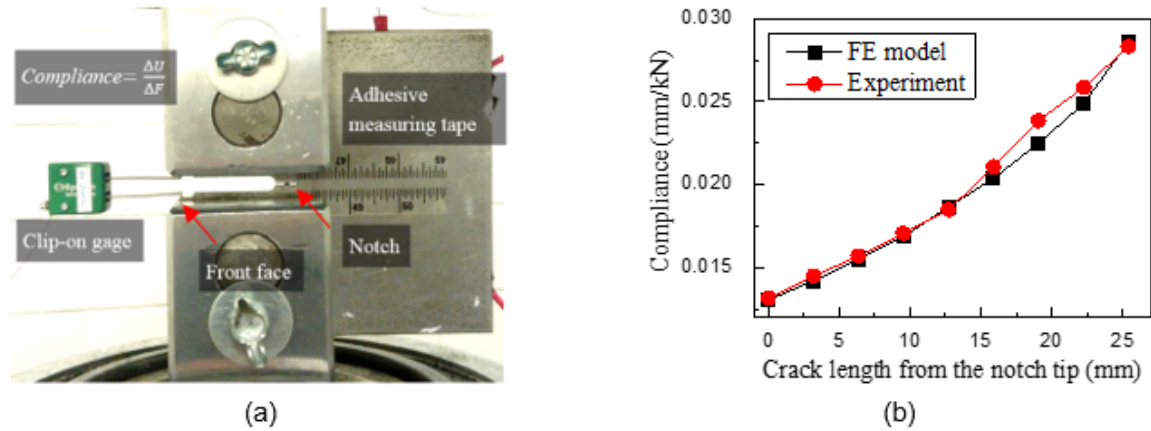 Compliance= ΔU/ΔF
Adhesive
measuring tape
Clip-on gage
Notch
Front face
(a)
0.030
0.025
0.020
0.015
Compliance (mm/kN)
FE model
Experiment
0 5 10 15 20 25
Crack length from the notch tip (mm)
(b)